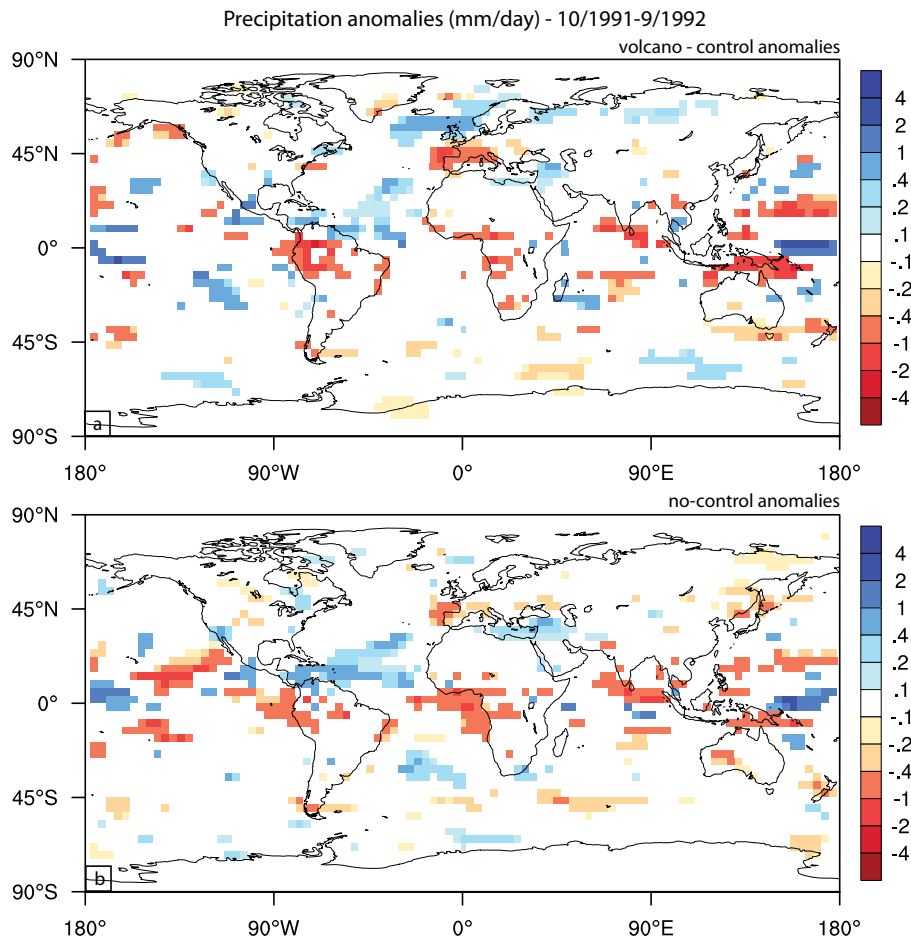 Precipitation anomalies (mm/day) - 10/1991-9/1992
volcano - control anomalies
90°N
45°N
0°
45°S
90°S
a
180°
90°W
0°
90°E
180°
4
2
1
.4
.2
.1
-.1
-.2
-.4
-1
-2
-4
no-control anomalies
90°N
45°N
0°
45°S
90°S
b
180°
90°W
0°
90°E
180°
4
2
1
.4
.2
.1
-.1
-.2
-.4
-1
-2
-4